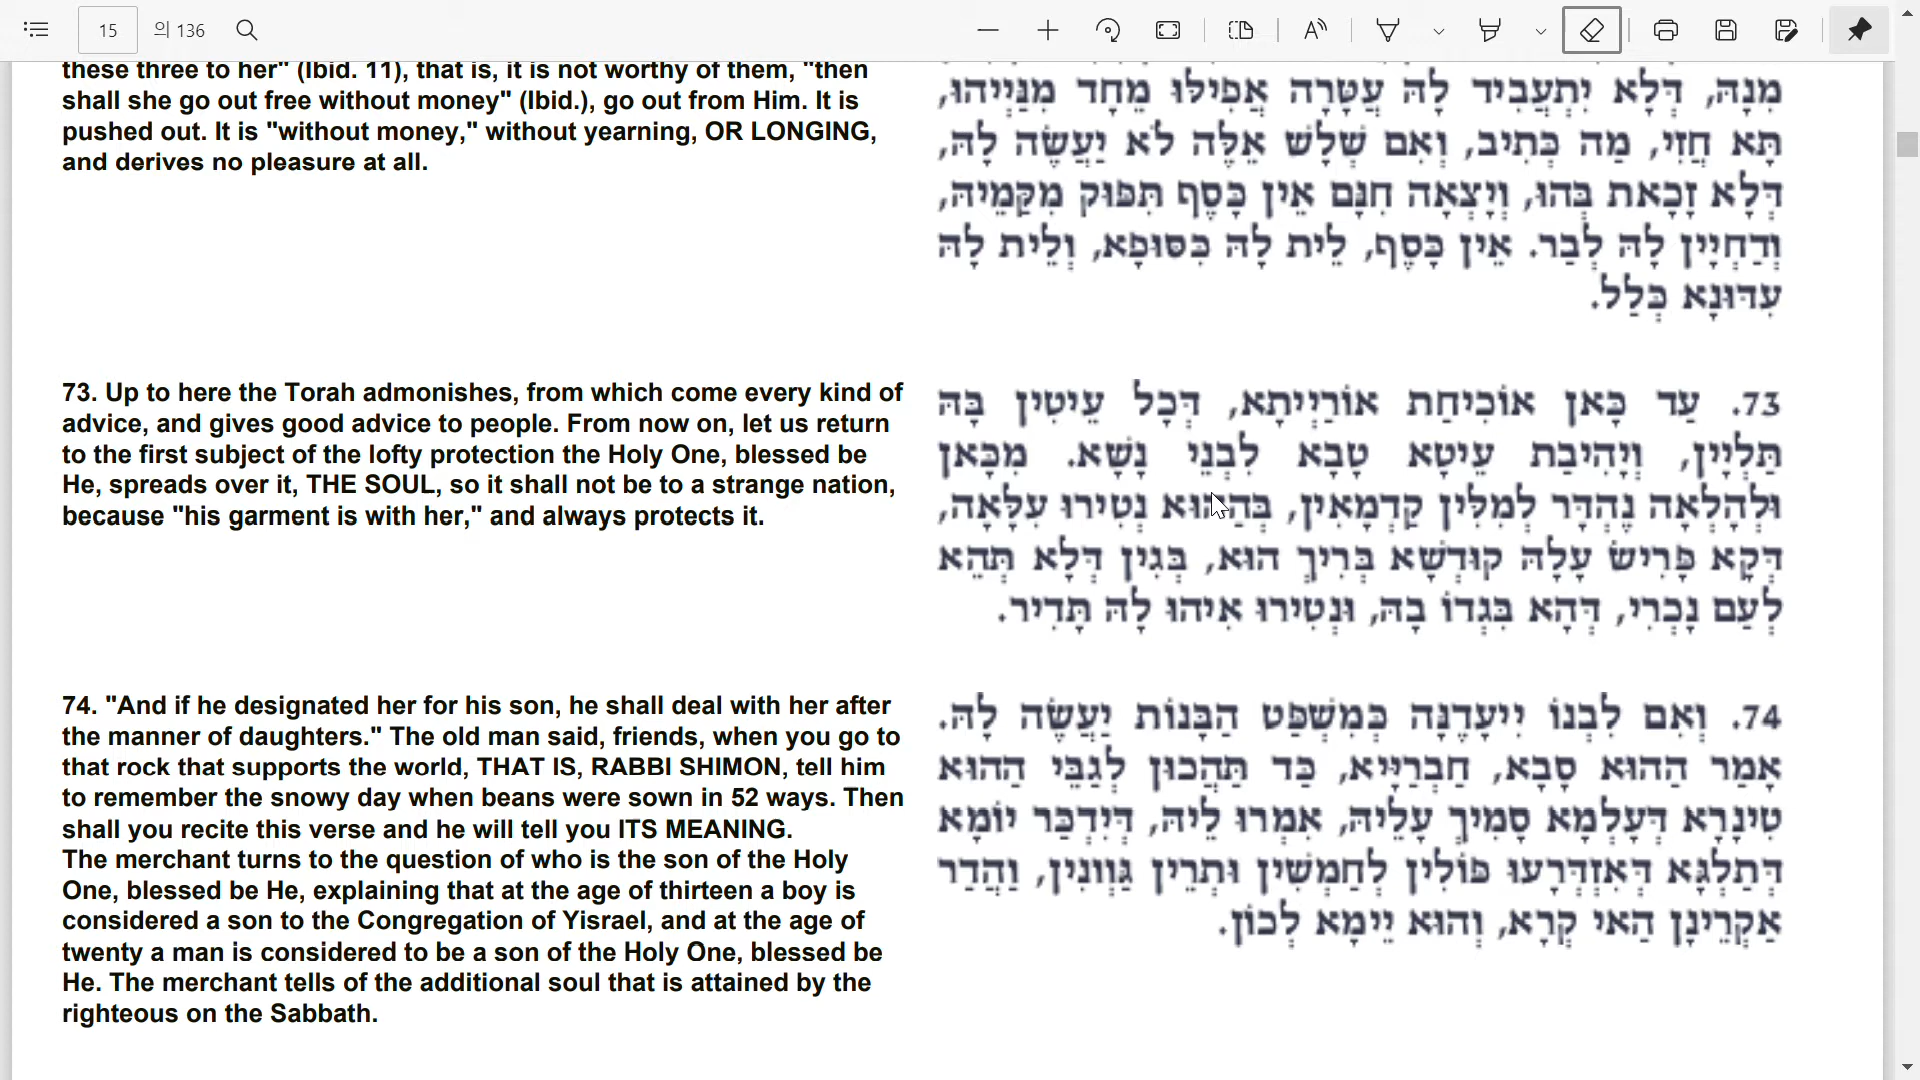 15 의 136
these three to her" (Ibid. 11), that is, it is not worthy of them, "then
shall she go out free without money" (Ibid.), go out from Him. It is
pushed out. It is "without money," without yearning, OR LONGING,
and derives no pleasure at all.
מִנָּהּ, דְּלָא יִתְעֲבִיד לָהּ עֲטָרָה אֲפִילּוּ מֵחָד מִנַּיְיהוּ,
תָּא חֲזֵי, מַה כְּתִיב, וְאִם שְׁלָשׁ אֵלֶּה לֹא יַעֲשֶׂה לָהּ,
דְּלָא זָכָאת בְּהוּ, וְיָצְאָה חִנָּם אֵין כָּסֶף תִּפּוּק מִקַּמֵּיהּ,
וְדַחְיָין לָהּ לְבַר. אֵין כָּסֶף, לֵית לָהּ כִּסּוּפָא, וְלֵית לָהּ
עִדּוּנָא כְּלַל.
73. Up to here the Torah admonishes, from which come every kind of
advice, and gives good advice to people. From now on, let us return
to the first subject of the lofty protection the Holy One, blessed be
He, spreads over it, THE SOUL, so it shall not be to a strange nation,
because "his garment is with her," and always protects it.
73. עַד כָּאן אוֹכִיחַת אוֹרַיְיתָא, דְּכָל עֵיטִין בָּהּ
תַּלְיָין, וְיָהִיבַת עֵיטָא טָבָא לִבְנֵי נָשָׁא. מִכָּאן
וּלְהָלְאָה נֶהְדָּר לְמִלִּין קַדְמָאִין, בְּהַהוּא נְטִירוּ עִלָּאָה,
דְּקָא פָּרִישׂ עָלָהּ קוּדְשָׁא בְּרִיךְ הוּא, בְּגִין דְּלָא תְּהֵא
לְעַם נָכְרִי, דְּהָא בִּגְדוֹ בָהּ, וּנְטִירוּ אִיהוּ לָהּ תָּדִיר.
74. "And if he designated her for his son, he shall deal with her after
the manner of daughters." The old man said, friends, when you go to
that rock that supports the world, THAT IS, RABBI SHIMON, tell him
to remember the snowy day when beans were sown in 52 ways. Then
shall you recite this verse and he will tell you ITS MEANING.
The merchant turns to the question of who is the son of the Holy
One, blessed be He, explaining that at the age of thirteen a boy is
considered a son to the Congregation of Yisrael, and at the age of
twenty a man is considered to be a son of the Holy One, blessed be
He. The merchant tells of the additional soul that is attained by the
righteous on the Sabbath.
74. וְאִם לִבְנוֹ יִיעָדֶנָּה כְּמִשְׁפַּט הַבָּנוֹת יַעֲשֶׂה לָּהּ.
אָמַר הַהוּא סָבָא, חַבְרַיָּיא, כַּד תַּהֲכוּן לְגַבֵּי הַהוּא
טִינָרָא דְּעָלְמָא סָמִיךְ עָלֵיהּ, אִמְרוּ לֵיהּ, דְּיִדְכַּר יוֹמָא
דְּתַלְגָּא דְּאִזְדְּרָעוּ פּוֹלִין לְחַמְשִׁין וּתְרֵין גַּוְונִין, וַהֲדַר
אַקְרֵינָן הַאי קְרָא, וְהוּא יֵימָא לְכוֹן.